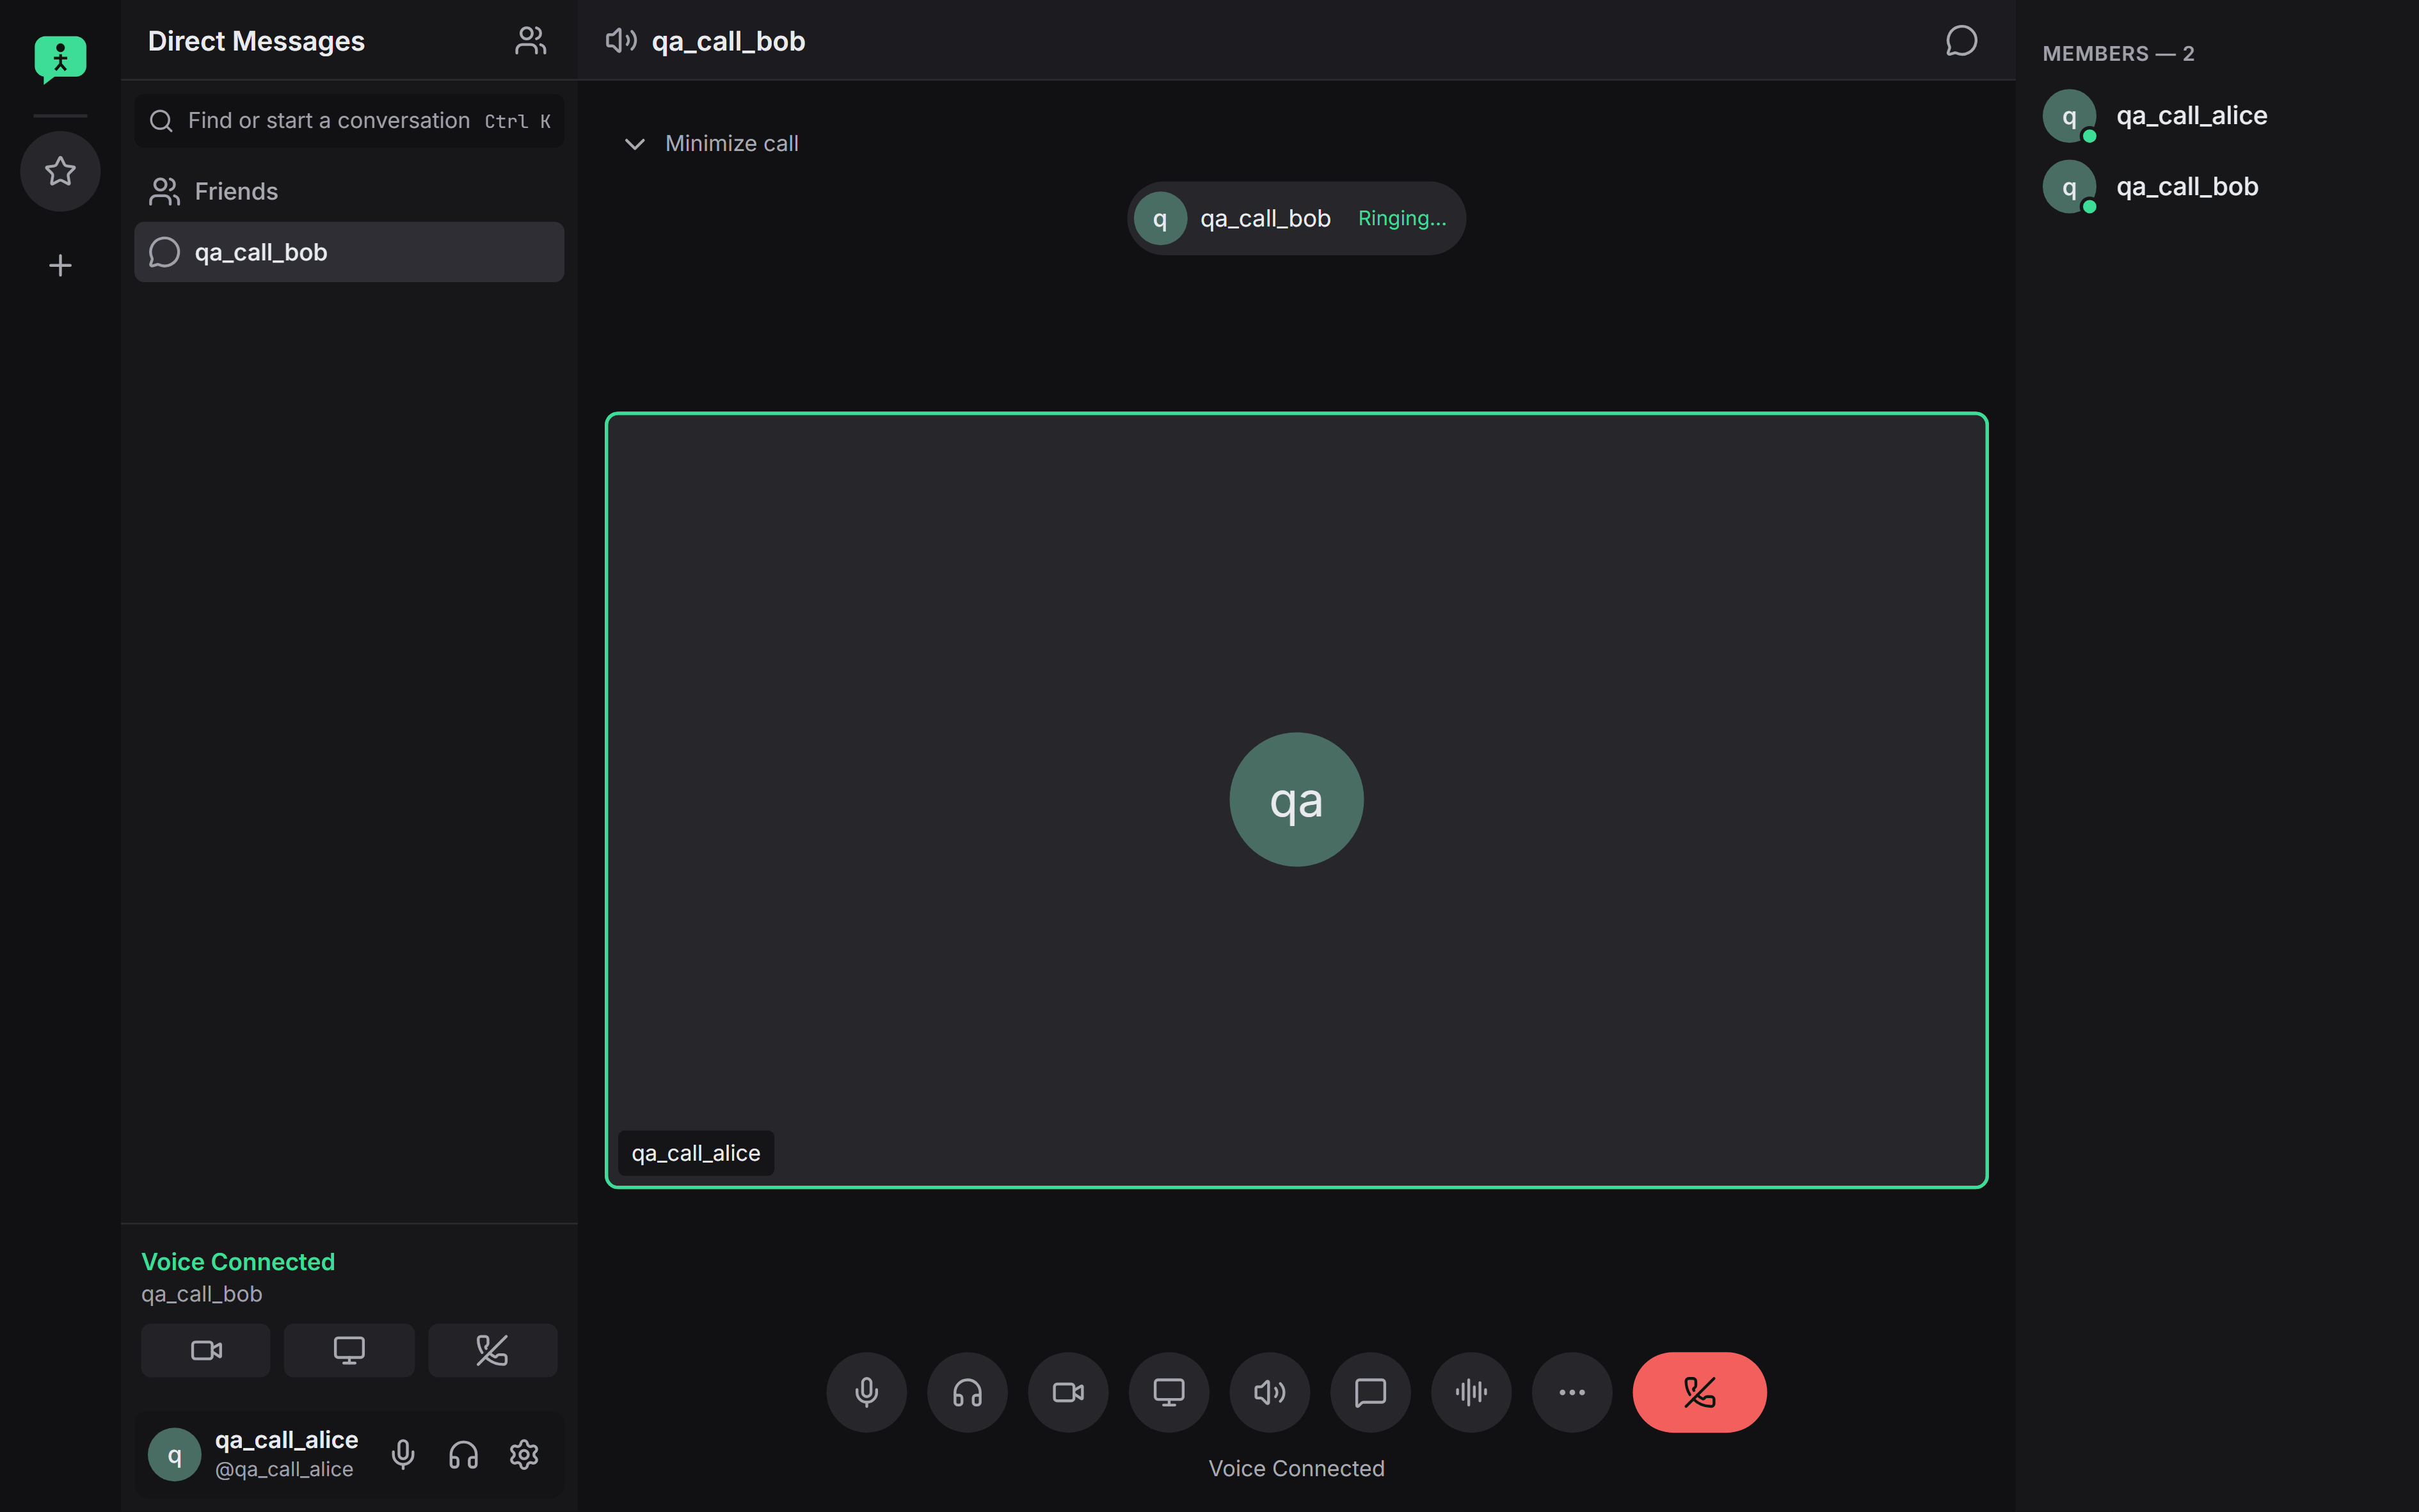 Direct Messages
Find or start a conversation Ctrl K
Friends
qa_call_bob
Voice Connected
qa_call_bob
q
qa_call_alice
@qa_call_alice
qa_call_bob
Minimize call
q qa_call_bob Ringing...
qa
qa_call_alice
Voice Connected
MEMBERS — 2
q qa_call_alice
q qa_call_bob